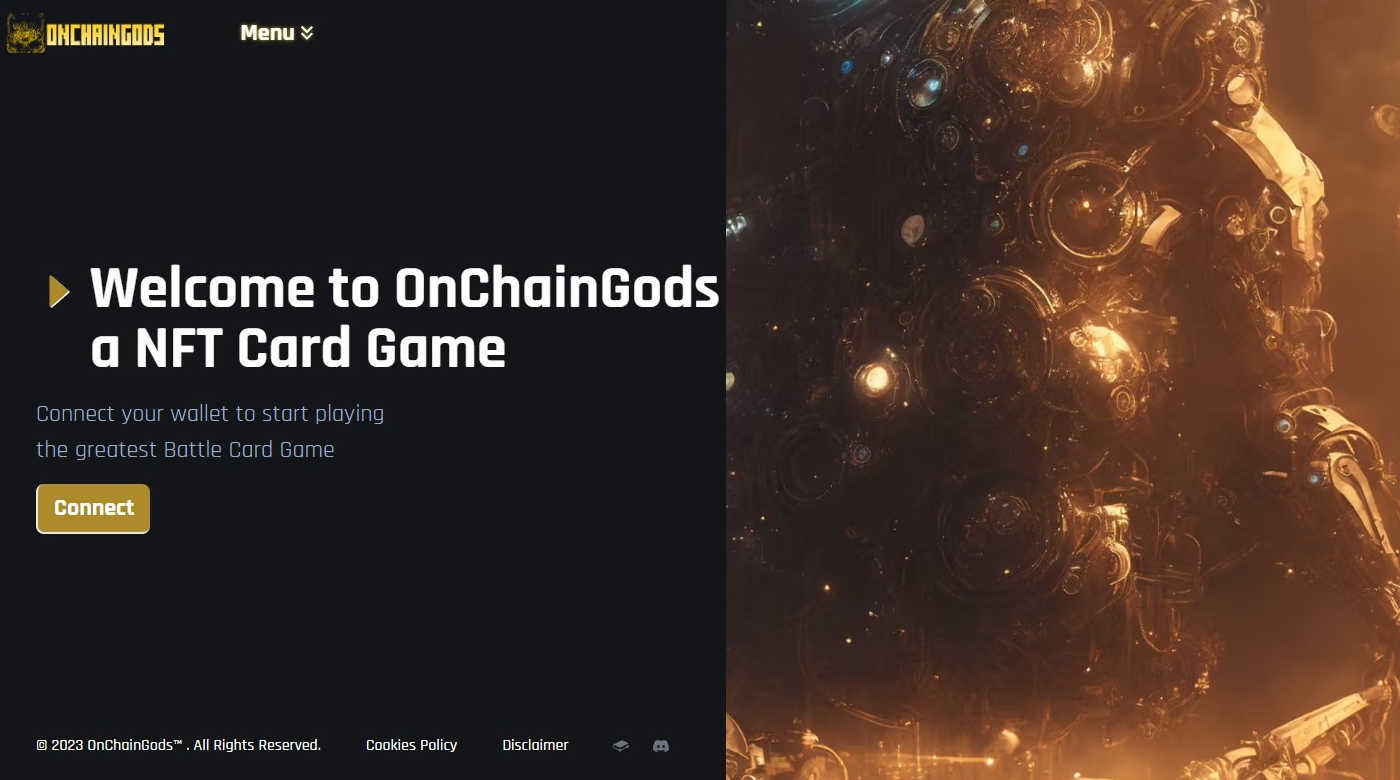 ONCHAINGODS
Menu
Welcome to OnChainGods
a NFT Card Game
Connect your wallet to start playing
the greatest Battle Card Game
Connect
© 2023 OnChainGods™ . All Rights Reserved. Cookies Policy Disclaimer